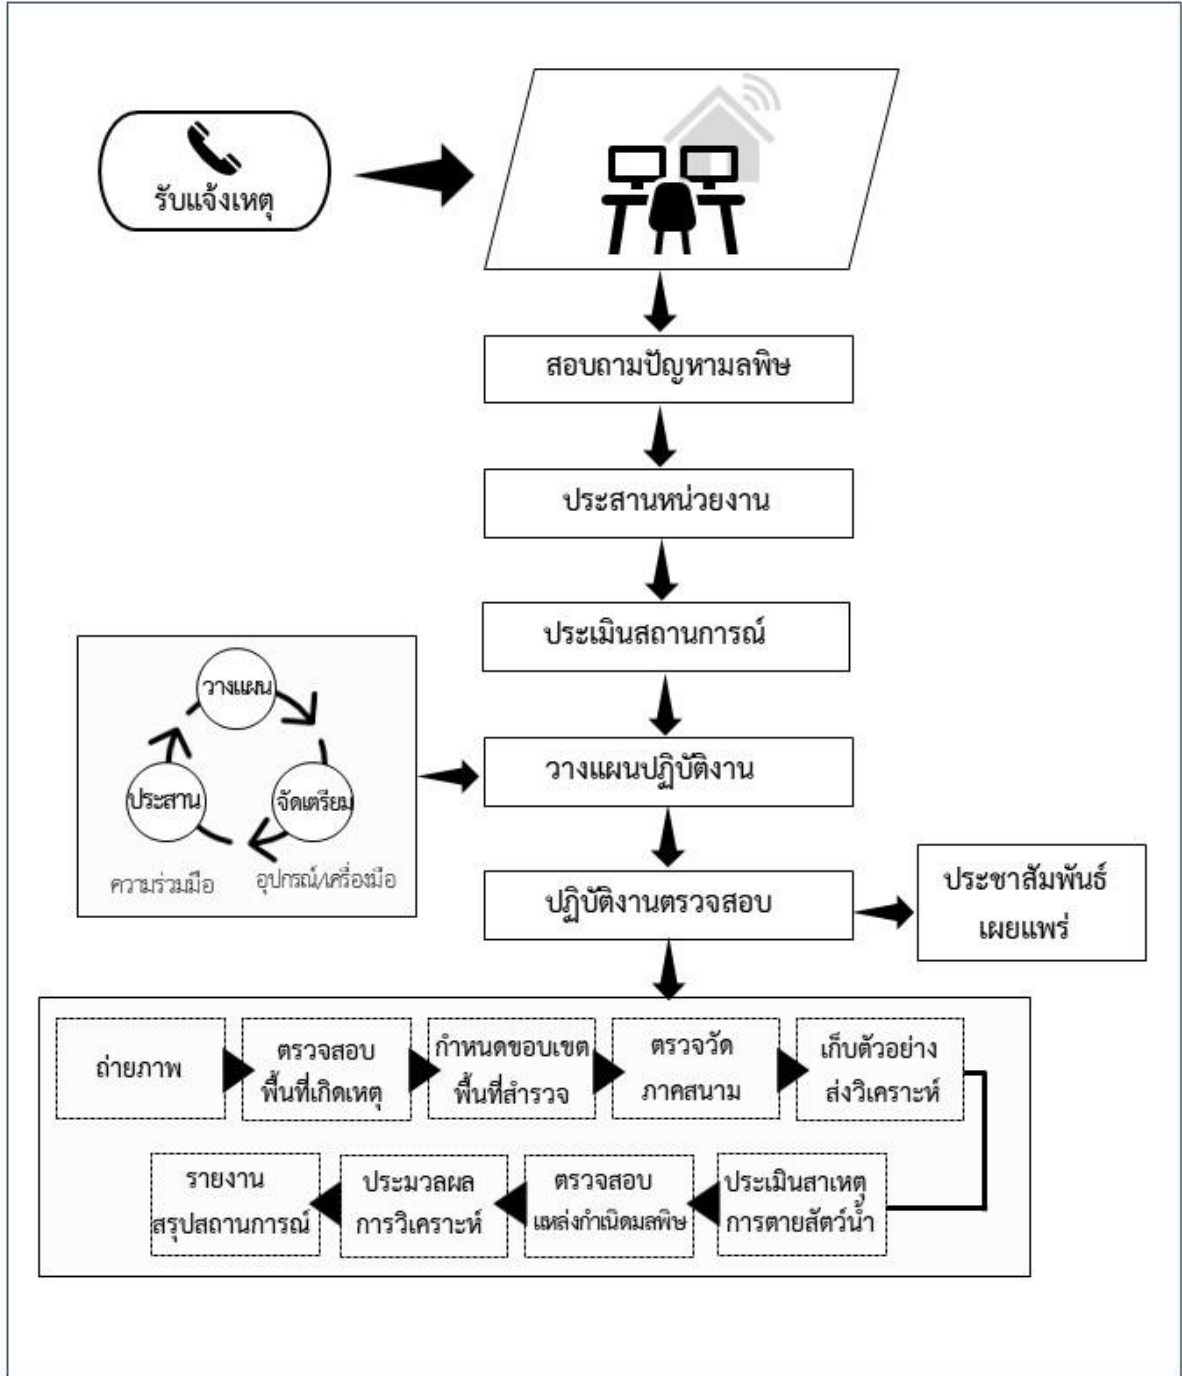 รับแจ้งเหตุ
สอบถามปัญหามลพิษ
ประสานหน่วยงาน
ประเมินสถานการณ์
วางแผน
ประสาน
จัดเตรียม
ความร่วมมือ
อุปกรณ์/เครื่องมือ
วางแผนปฏิบัติงาน
ปฏิบัติงานตรวจสอบ
ประชาสัมพันธ์
เผยแพร่
ถ่ายภาพ
ตรวจสอบ
พื้นที่เกิดเหตุ
กำหนดขอบเขต
พื้นที่สำรวจ
ตรวจวัด
ภาคสนาม
เก็บตัวอย่าง
ส่งวิเคราะห์
ประเมินสาเหตุ
การตายสัตว์น้ำ
ตรวจสอบ
แหล่งกำเนิดมลพิษ
ประมวลผล
การวิเคราะห์
รายงาน
สรุปสถานการณ์